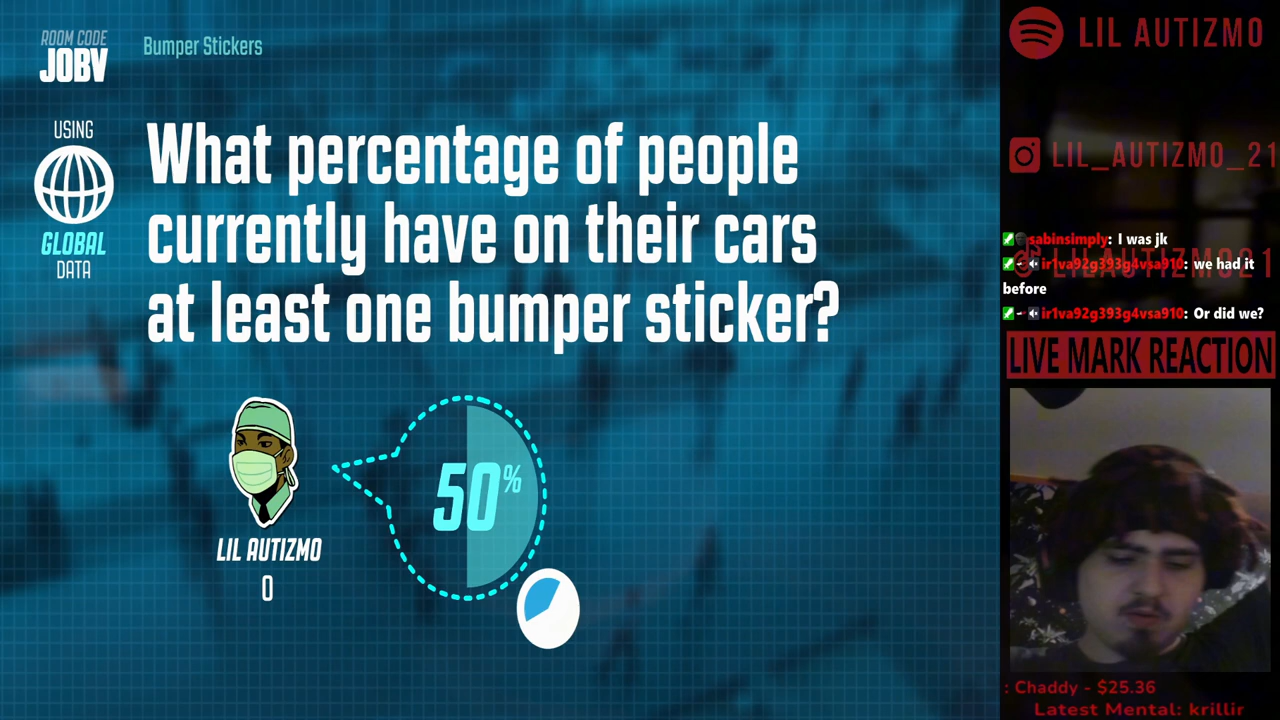 ROOM CODE
JOBV
Bumper Stickers
USING
GLOBAL
DATA
What percentage of people
currently have on their cars
at least one bumper sticker?
50%
LIL AUTIZMO
0
LIL AUTIZMO
LIL_AUTIZMO_21
sabinsimply: I was jk
LILAUTIZMO21
ir1va92g393g4vsa910: we had it
before
ir1va92g393g4vsa910: Or did we?
LIVE MARK REACTION
: Chaddy - $25.36
Latest Mental: krillir